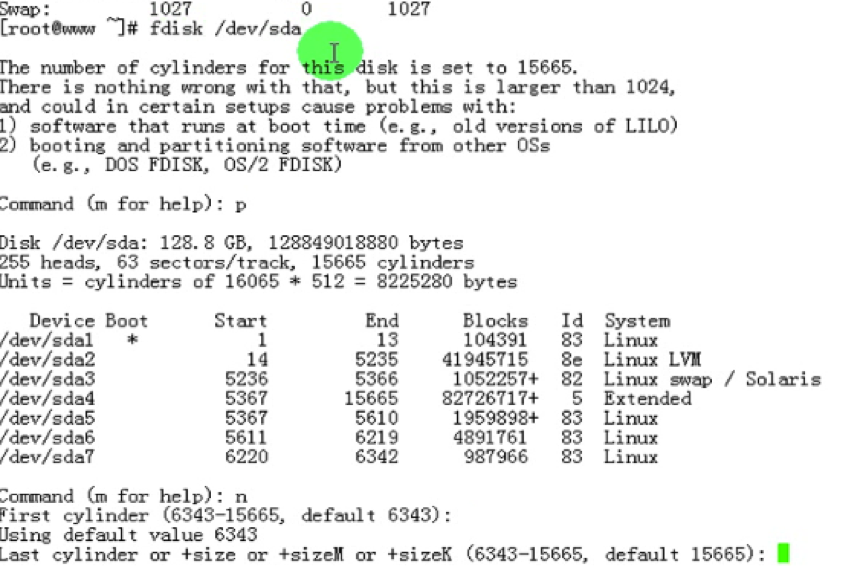 Swap: 1027 0 1027
[root@www ~]# fdisk /dev/sda
The number of cylinders for this disk is set to 15665.
There is nothing wrong with that, but this is larger than 1024,
and could in certain setups cause problems with:
1) software that runs at boot time (e.g., old versions of LILO)
2) booting and partitioning software from other OSs
(e.g., DOS FDISK, OS/2 FDISK)
Command (m for help): p
Disk /dev/sda: 128.8 GB, 128849018880 bytes
255 heads, 63 sectors/track, 15665 cylinders
Units = cylinders of 16065 * 512 = 8225280 bytes
Device Boot Start End Blocks Id System
/dev/sda1 * 1 13 104391 83 Linux
/dev/sda2 14 5235 41945715 8e Linux LVM
/dev/sda3 5236 5366 1052257+ 82 Linux swap / Solaris
/dev/sda4 5367 15665 82726717+ 5 Extended
/dev/sda5 5367 5610 1959898+ 83 Linux
/dev/sda6 5611 6219 4891761 83 Linux
/dev/sda7 6220 6342 987966 83 Linux
Command (m for help): n
First cylinder (6343-15665, default 6343):
Using default value 6343
Last cylinder or +size or +sizeM or +sizeK (6343-15665, default 15665):